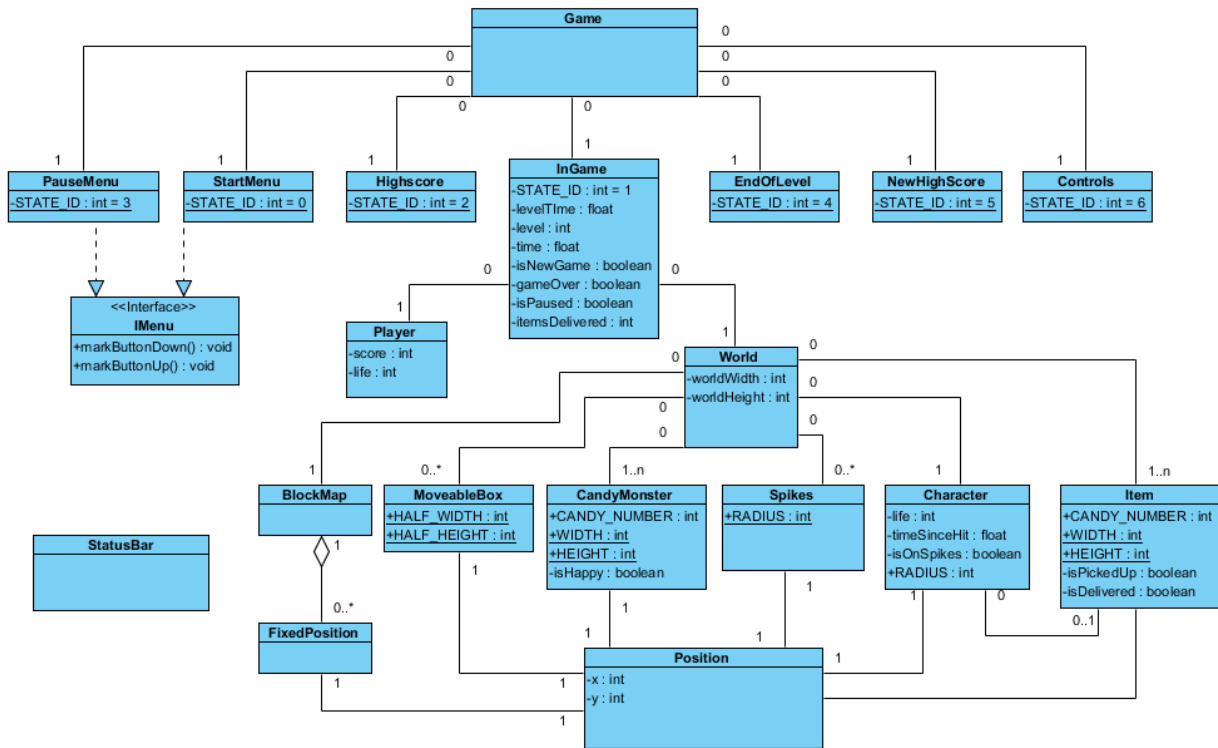 Game
0
0
0
0
0
0
0
0
1
1
1
1
1
1
1
PauseMenu
-STATE_ID : int = 3
StartMenu
-STATE_ID : int = 0
Highscore
-STATE_ID : int = 2
InGame
-STATE_ID : int = 1
-levelTIme : float
-level : int
-time : float
-isNewGame : boolean
-gameOver : boolean
-isPaused : boolean
-itemsDelivered : int
EndOfLevel
-STATE_ID : int = 4
NewHighScore
-STATE_ID : int = 5
Controls
-STATE_ID : int = 6
0
0
1
1
<<Interface>>
IMenu
+markButtonDown() : void
+markButtonUp() : void
Player
-score : int
-life : int
World
-worldWidth : int
-worldHeight : int
0
0
0
0
0
0
1
0..*
1..n
0..*
1
1..n
BlockMap
MoveableBox
+HALF_WIDTH : int
+HALF_HEIGHT : int
CandyMonster
+CANDY_NUMBER : int
+WIDTH : int
+HEIGHT : int
-isHappy : boolean
Spikes
+RADIUS : int
Character
-life : int
-timeSinceHit : float
-isOnSpikes : boolean
+RADIUS : int
Item
+CANDY_NUMBER : int
+WIDTH : int
+HEIGHT : int
-isPickedUp : boolean
-isDelivered : boolean
StatusBar
1
1
1
1
1
0
0..1
0..*
FixedPosition
1
1
1
1
1
1
Position
-x : int
-y : int